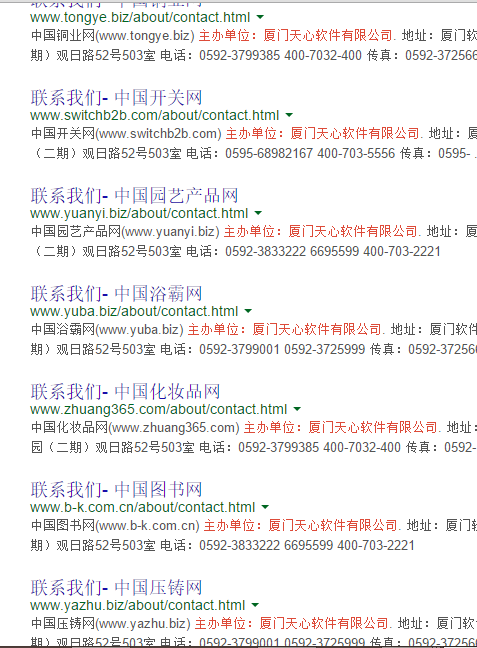 联系我们- 中国铜业网
www.tongye.biz/about/contact.html
中国铜业网(www.tongye.biz) 主办单位：厦门天心软件有限公司. 地址：厦门软
期）观日路52号503室 电话：0592-3799385 400-7032-400 传真：0592-372566
联系我们- 中国开关网
www.switchb2b.com/about/contact.html
中国开关网(www.switchb2b.com) 主办单位：厦门天心软件有限公司. 地址：
（二期）观日路52号503室 电话：0595-68982167 400-703-5556 传真：0595- .
联系我们- 中国园艺产品网
www.yuanyi.biz/about/contact.html
中国园艺产品网(www.yuanyi.biz) 主办单位：厦门天心软件有限公司. 地址：厦
期）观日路52号503室 电话：0592-3833222 6695599 400-703-2221
联系我们- 中国浴霸网
www.yuba.biz/about/contact.html
中国浴霸网(www.yuba.biz) 主办单位：厦门天心软件有限公司. 地址：厦门软件
期）观日路52号503室 电话：0592-3799001 0592-3725999 传真：0592-372566
联系我们- 中国化妆品网
www.zhuang365.com/about/contact.html
中国化妆品网(www.zhuang365.com) 主办单位：厦门天心软件有限公司. 地址：
园（二期）观日路52号503室 电话：0592-3799385 400-7032-400 传真：0592-
联系我们- 中国图书网
www.b-k.com.cn/about/contact.html
中国图书网(www.b-k.com.cn) 主办单位：厦门天心软件有限公司. 地址：厦门软
期）观日路52号503室 电话：0592-3833222 6695599 400-703-2221
联系我们- 中国压铸网
www.yazhu.biz/about/contact.html
中国压铸网(www.yazhu.biz) 主办单位：厦门天心软件有限公司. 地址：厦门软
期）观日路52号503室 电话：0592-3799001 0592-3725999 传真：0592-37256